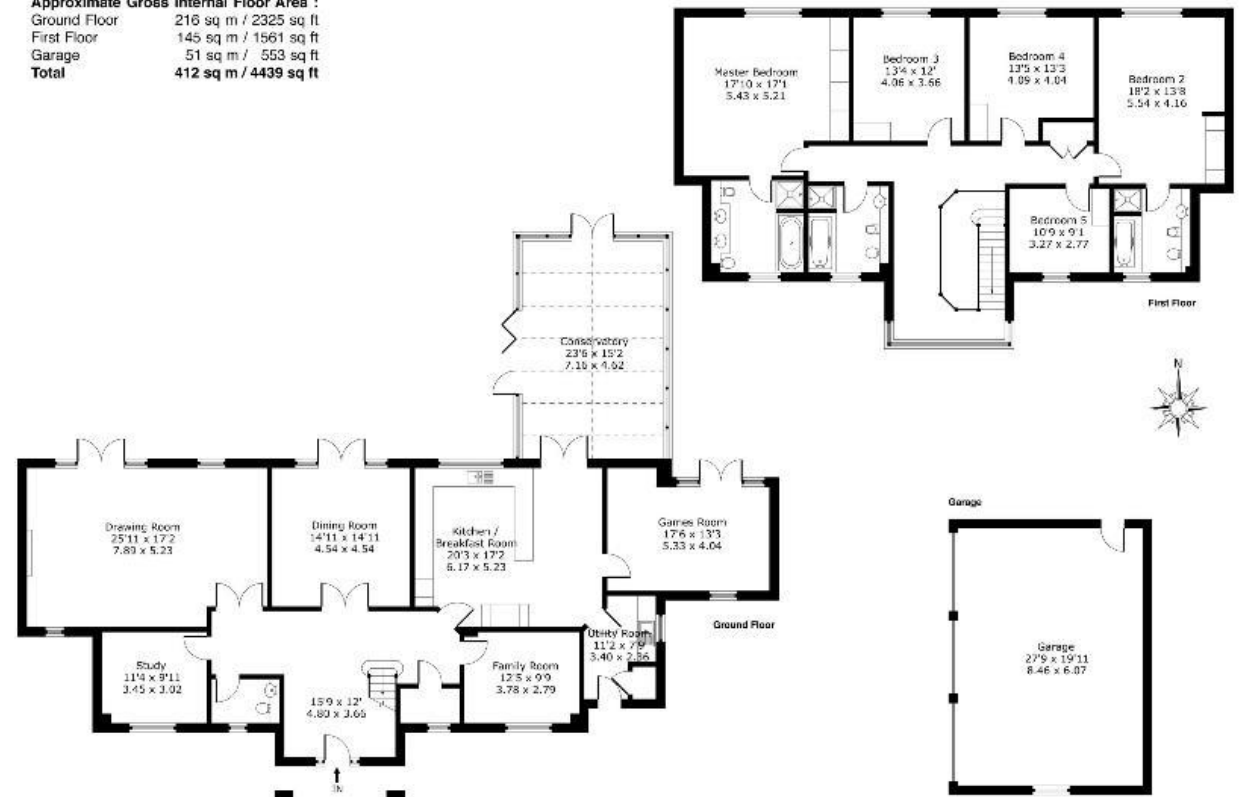 Approximate Gross Internal Floor Area :
Ground Floor 216 sq m / 2325 sq ft
First Floor 145 sq m / 1561 sq ft
Garage 51 sq m / 553 sq ft
Total 412 sq m / 4439 sq ft
Master Bedroom
17'10 x 17'1
5.43 x 5.21
Bedroom 3
13'4 x 12'
4.06 x 3.66
Bedroom 4
13'5 x 13'3
4.09 x 4.04
Bedroom 2
18'2 x 13'8
5.54 x 4.16
Bedroom 5
10'9 x 9'1
3.27 x 2.77
First Floor
N
Conservatory
23'6 x 15'2
7.16 x 4.62
Drawing Room
25'11 x 17'2
7.89 x 5.23
Dining Room
14'11 x 14'11
4.54 x 4.54
Kitchen /
Breakfast Room
20'3 x 17'2
6.17 x 5.23
Games Room
17'6 x 13'3
5.33 x 4.04
Ground Floor
Utility Room
11'2 x 7'9
3.40 x 2.36
Study
11'4 x 9'11
3.45 x 3.02
15'9 x 12'
4.80 x 3.66
Family Room
12'5 x 9'9
3.78 x 2.79
IN
Garage
Garage
27'9 x 19'11
8.46 x 6.07